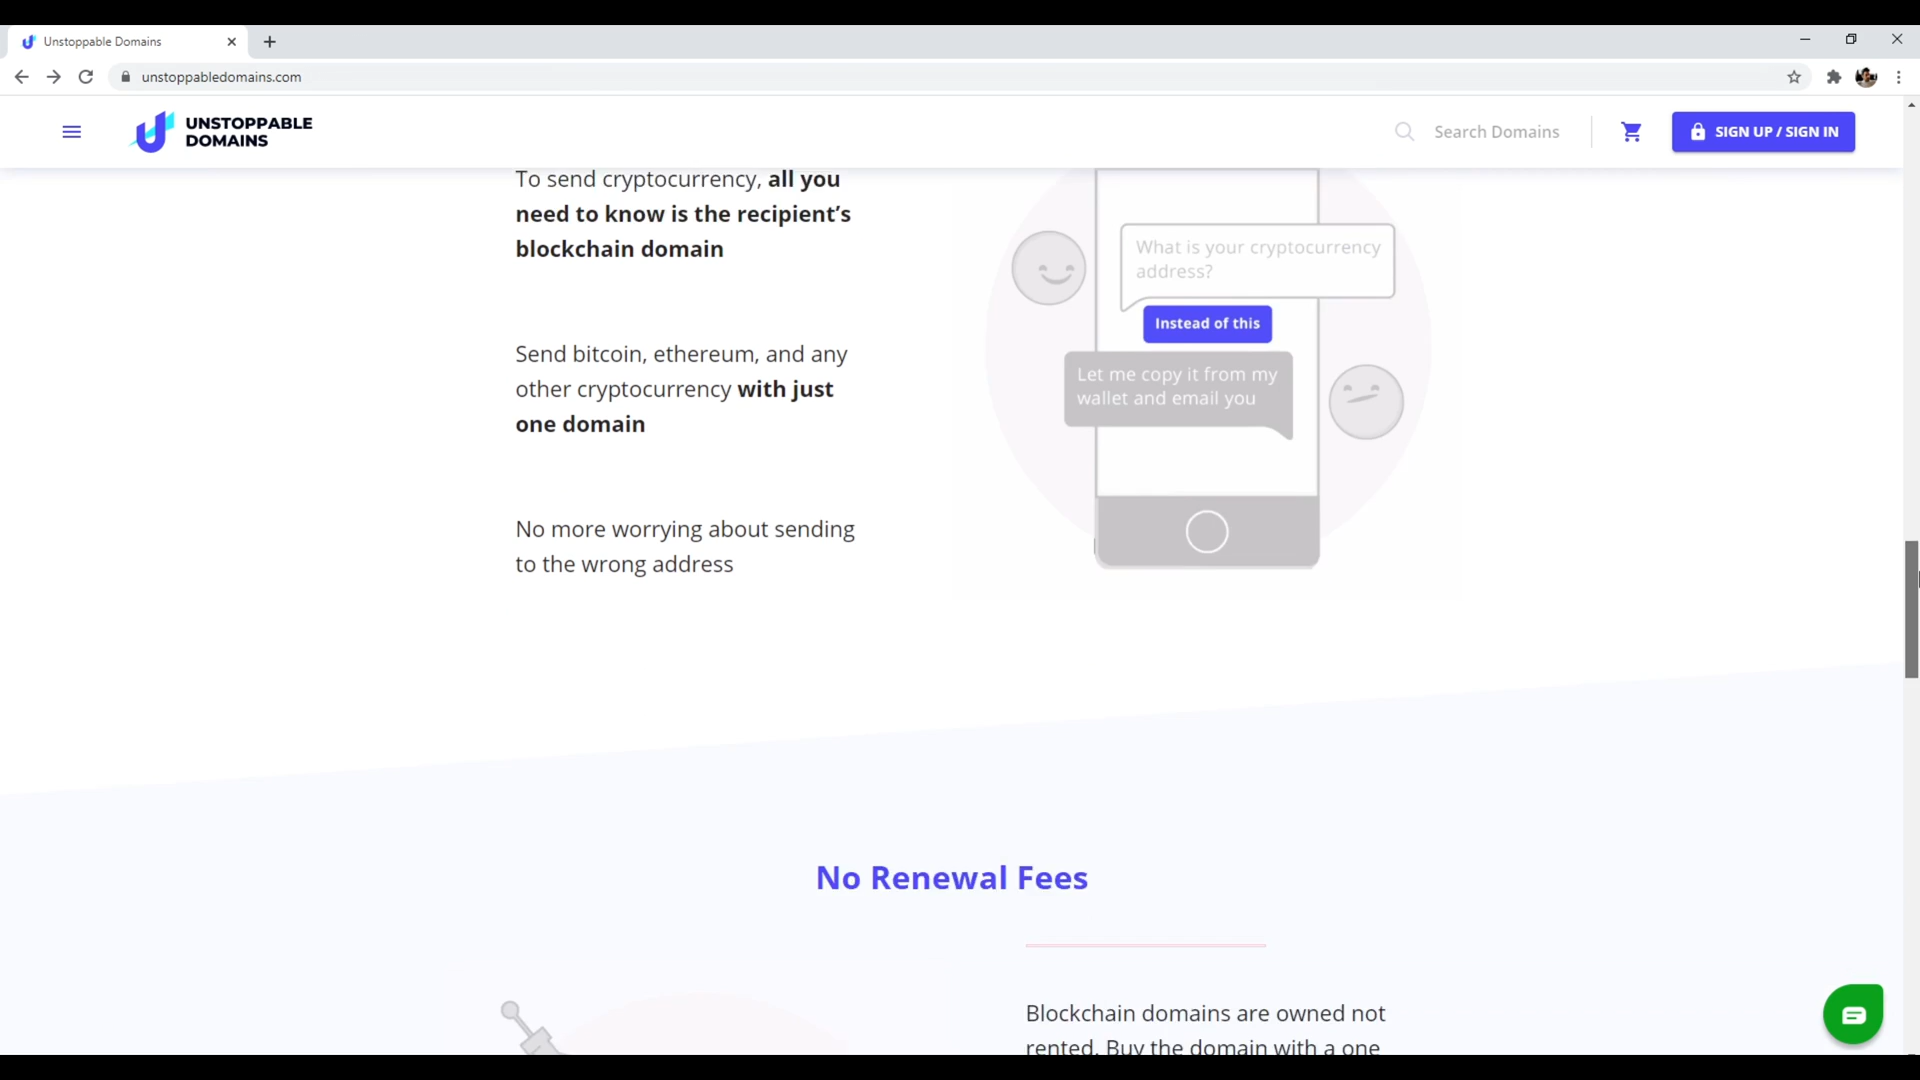 Unstoppable Domains
unstoppabledomains.com
UNSTOPPABLE
DOMAINS
Search Domains
SIGN UP / SIGN IN
To send cryptocurrency, all you
need to know is the recipient’s
blockchain domain
Send bitcoin, ethereum, and any
other cryptocurrency with just
one domain
No more worrying about sending
to the wrong address
What is your cryptocurrency
address?
Instead of this
Let me copy it from my
wallet and email you
No Renewal Fees
Blockchain domains are owned not
rented. Buy the domain with a one